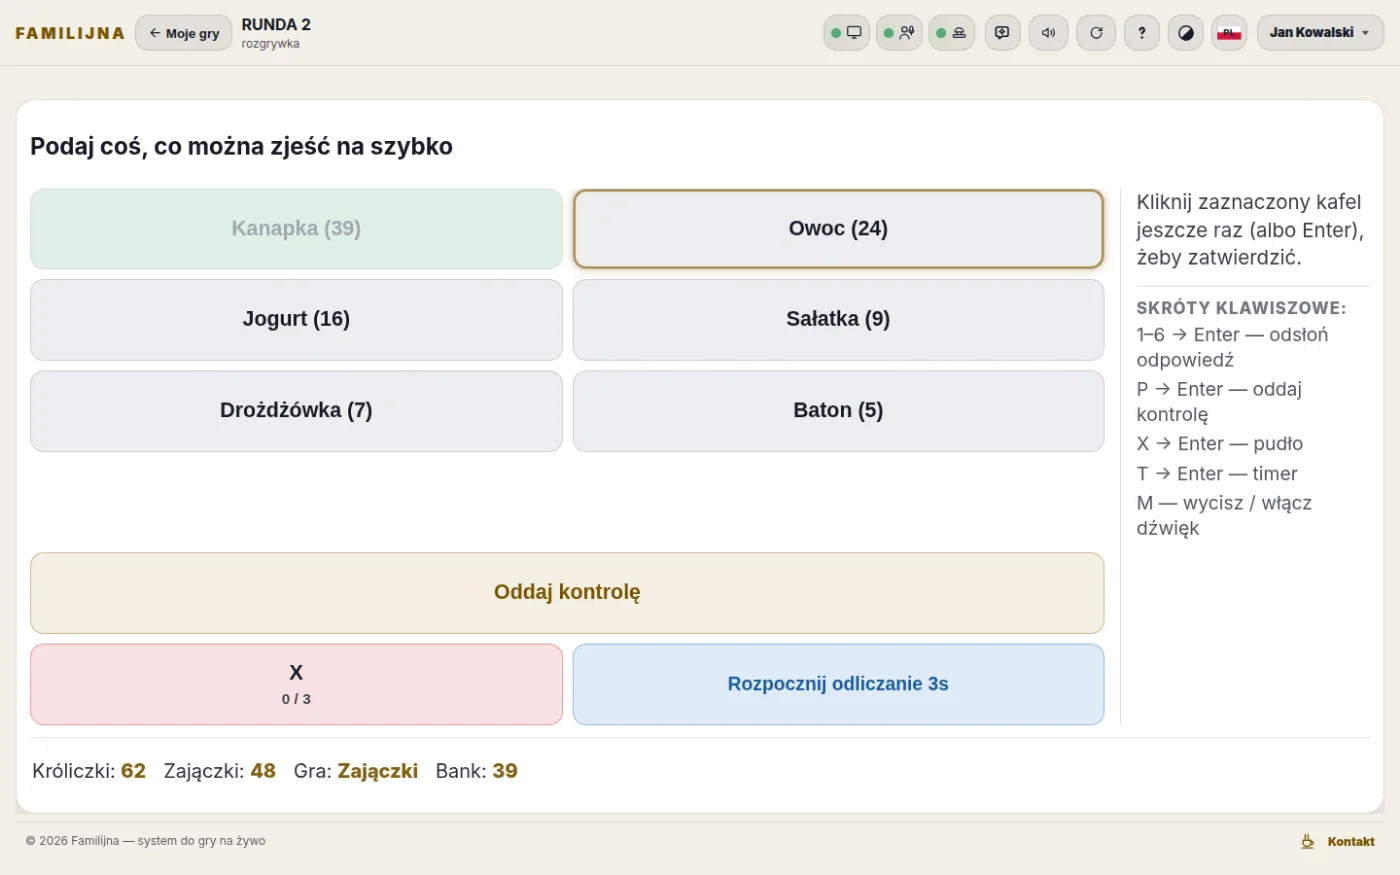 FAMILIJNA
← Moje gry
RUNDA 2
rozgrywka
?
PL
Jan Kowalski
Podaj coś, co można zjeść na szybko
Kanapka (39)
Owoc (24)
Jogurt (16)
Sałatka (9)
Drożdżówka (7)
Baton (5)
Oddaj kontrolę
X
0 / 3
Rozpocznij odliczanie 3s
Kliknij zaznaczony kafel
jeszcze raz (albo Enter),
żeby zatwierdzić.
SKRÓTY KLAWISZOWE:
1–6 → Enter — odsłoń
odpowiedź
P → Enter — oddaj
kontrolę
X → Enter — pudło
T → Enter — timer
M — wycisz / włącz
dźwięk
Króliczki: 62 Zajączki: 48 Gra: Zajączki Bank: 39
© 2026 Familijna — system do gry na żywo
Kontakt